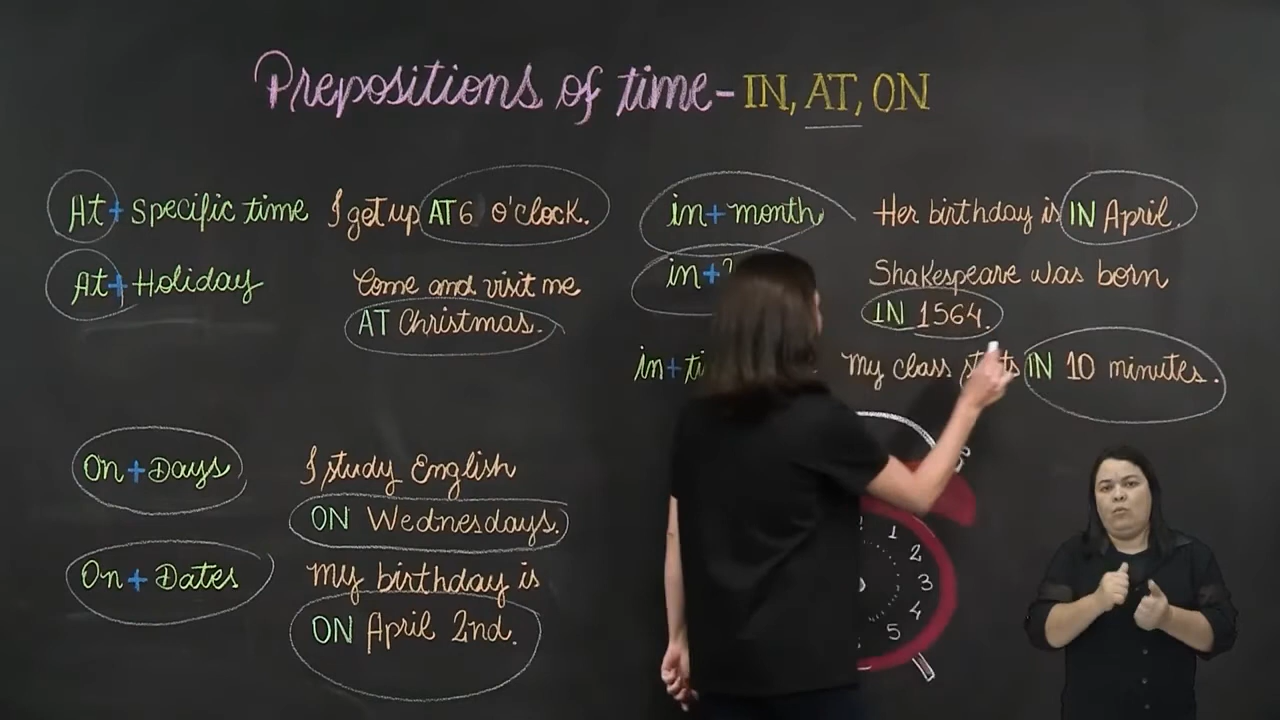 Prepositions of time - IN, AT, ON
At + Specific time
I get up AT 6 o'clock.
At + Holiday
Come and visit me
AT Christmas.
On + Days
I study English
ON Wednesdays.
On + Dates
My birthday is
ON April 2nd.
in + month
Her birthday is IN April.
in +
Shakespeare was born
IN 1564.
in +
My class IN 10 minutes.
1
2
3
4
5